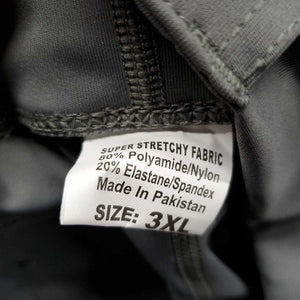 SUPER STRETCHY FABRIC
80% Polyamide/Nylon
20% Elastane/Spandex
Made In Pakistan
SIZE: 3XL